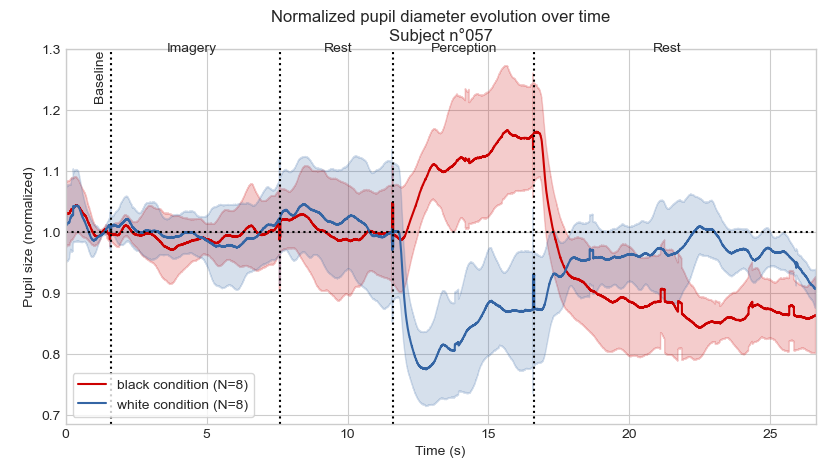 Normalized pupil diameter evolution over time
Subject n°057
Imagery
Rest
Perception
Rest
Baseline
1.3
1.2
1.1
1.0
0.9
0.8
0.7
Pupil size (normalized)
black condition (N=8)
white condition (N=8)
0
5
10
15
20
25
Time (s)